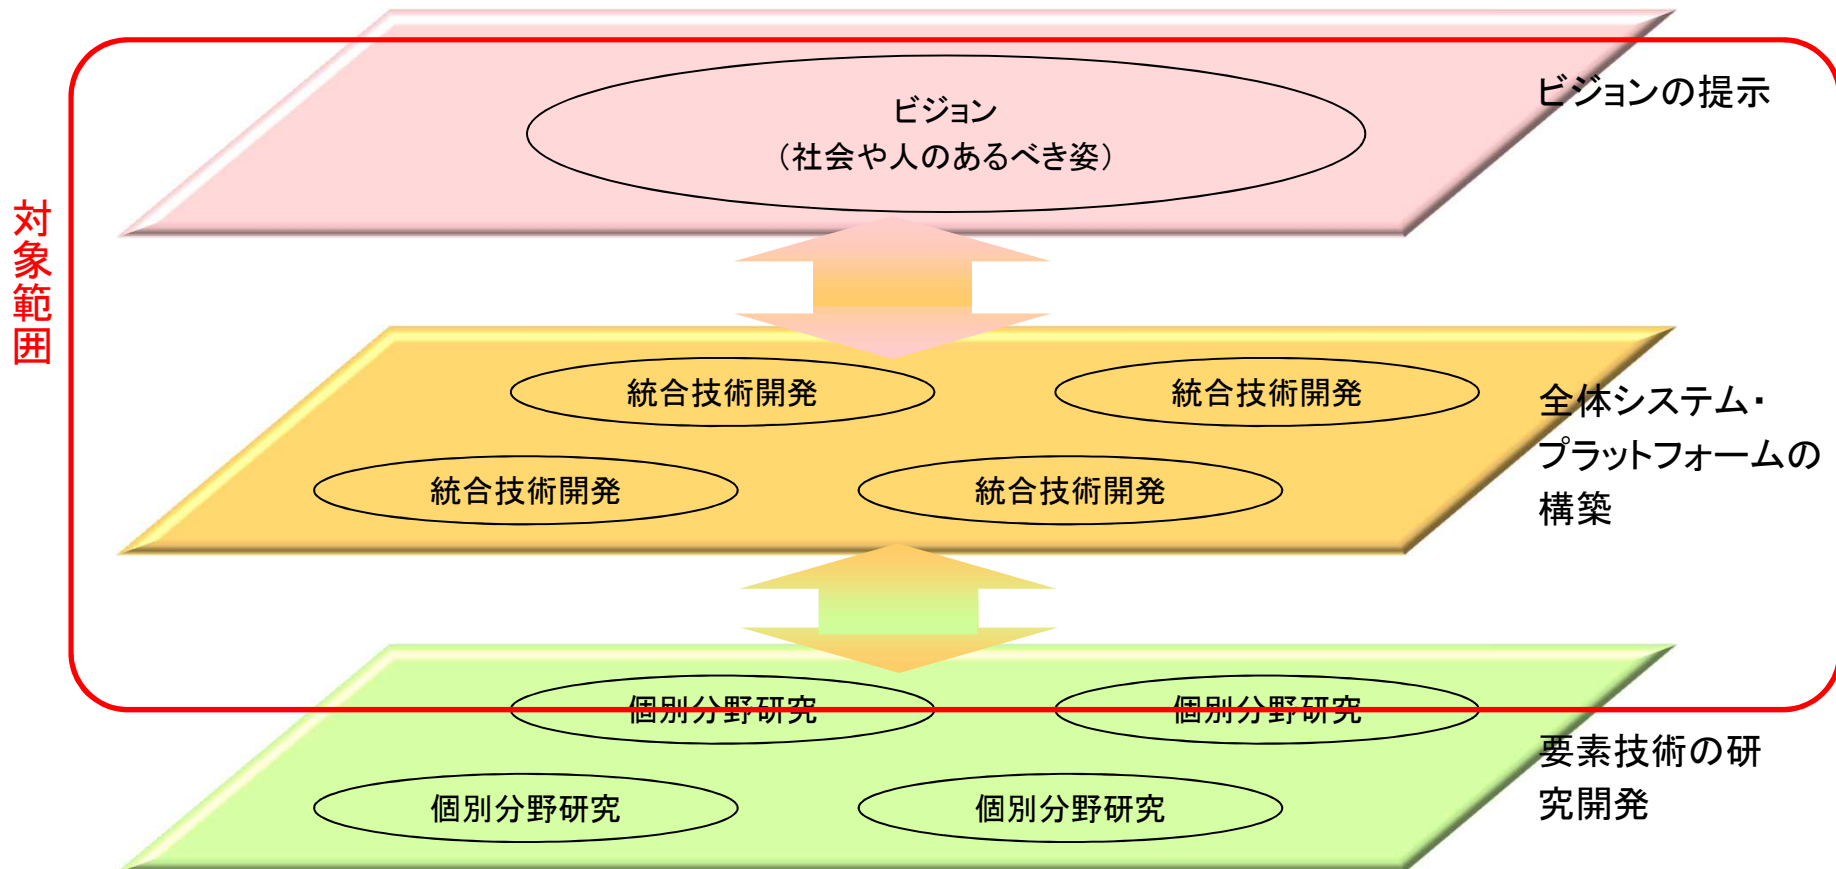 ビジョンの提示
ビジョン
（社会や人のあるべき姿）
対象範囲
統合技術開発
統合技術開発
全体システム・
プラットフォームの
構築
統合技術開発
統合技術開発
個別分野研究
個別分野研究
要素技術の研
究開発
個別分野研究
個別分野研究